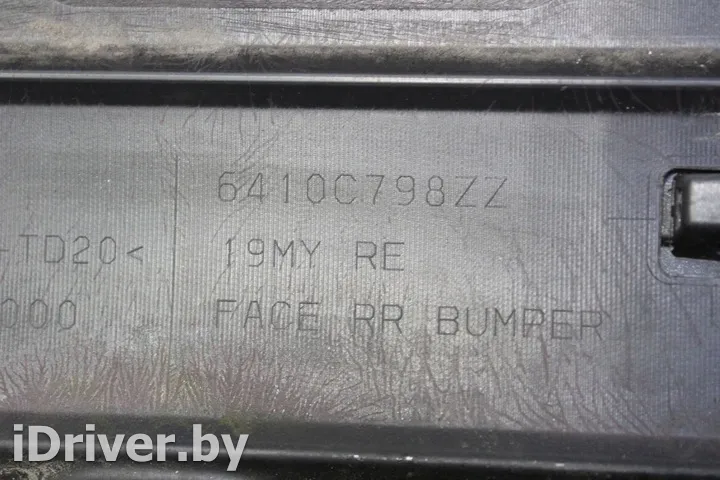 6410C798ZZ
-TD20< 19MY RE
000 FACE RR BUMPER
iDriver.by